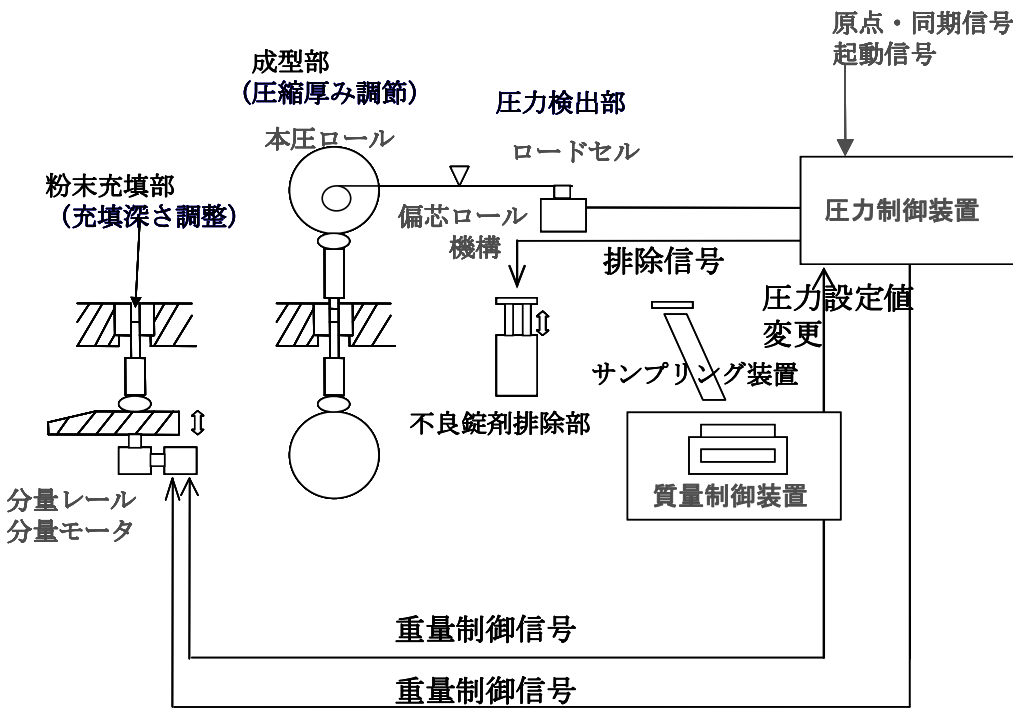 原点・同期信号
起動信号
成型部
（圧縮厚み調節）
圧力検出部
本圧ロール
ロードセル
粉末充填部
（充填深さ調整）
偏芯ロール
機構
圧力制御装置
排除信号
圧力設定値
変更
サンプリング装置
不良錠剤排除部
質量制御装置
分量レール
分量モータ
重量制御信号
重量制御信号